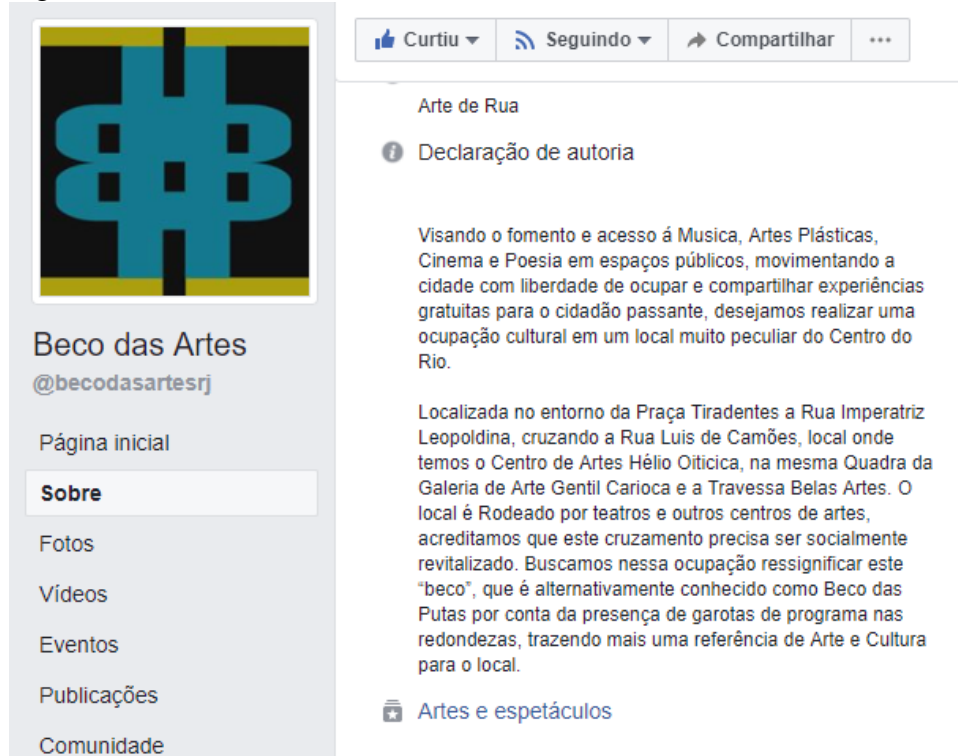 Curtiu
Seguindo
Compartilhar
...
Beco das Artes
@becodasartesrj
Página inicial
Sobre
Fotos
Vídeos
Eventos
Publicações
Comunidade
Arte de Rua
Declaração de autoria
Visando o fomento e acesso á Musica, Artes Plásticas,
Cinema e Poesia em espaços públicos, movimentando a
cidade com liberdade de ocupar e compartilhar experiências
gratuitas para o cidadão passante, desejamos realizar uma
ocupação cultural em um local muito peculiar do Centro do
Rio.
Localizada no entorno da Praça Tiradentes a Rua Imperatriz
Leopoldina, cruzando a Rua Luis de Camões, local onde
temos o Centro de Artes Hélio Oiticica, na mesma Quadra da
Galeria de Arte Gentil Carioca e a Travessa Belas Artes. O
local é Rodeado por teatros e outros centros de artes,
acreditamos que este cruzamento precisa ser socialmente
revitalizado. Buscamos nessa ocupação ressignificar este
“beco”, que é alternativamente conhecido como Beco das
Putas por conta da presença de garotas de programa nas
redondezas, trazendo mais uma referência de Arte e Cultura
para o local.
Artes e espetáculos